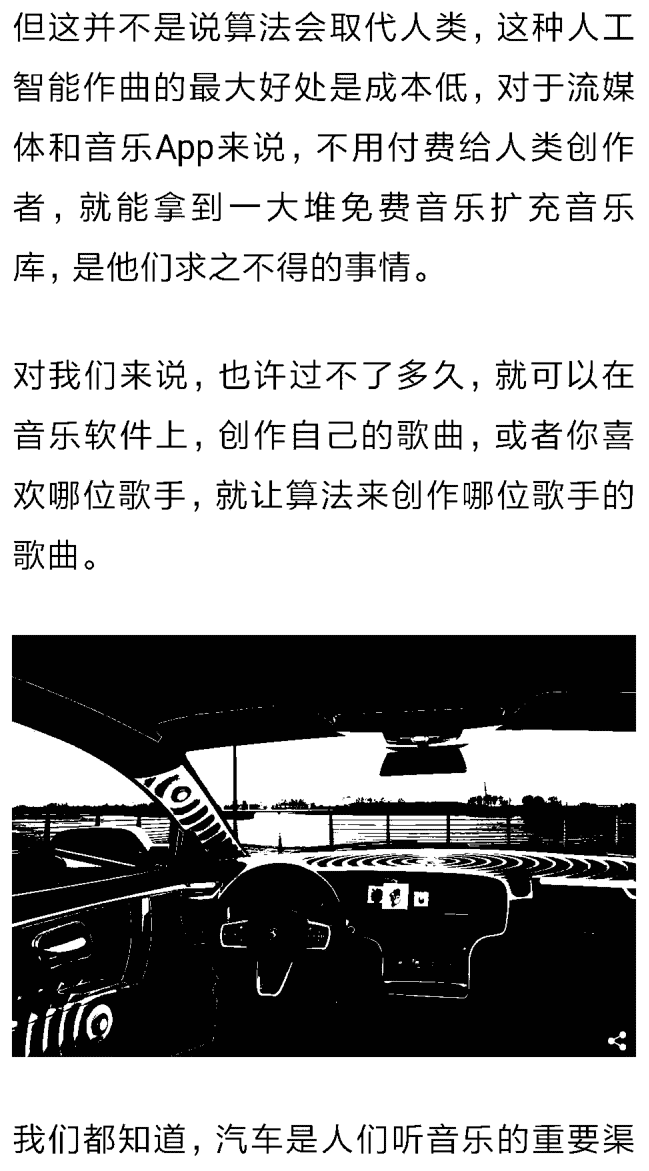 但这并不是说算法会取代人类，这种人工
智能作曲的最大好处是成本低，对于流媒
体和音乐App来说，不用付费给人类创作
者，就能拿到一大堆免费音乐扩充音乐
库，是他们求之不得的事情。
对我们来说，也许过不了多久，就可以在
音乐软件上，创作自己的歌曲，或者你喜
欢哪位歌手，就让算法来创作哪位歌手的
歌曲。
我们都知道，汽车是人们听音乐的重要渠